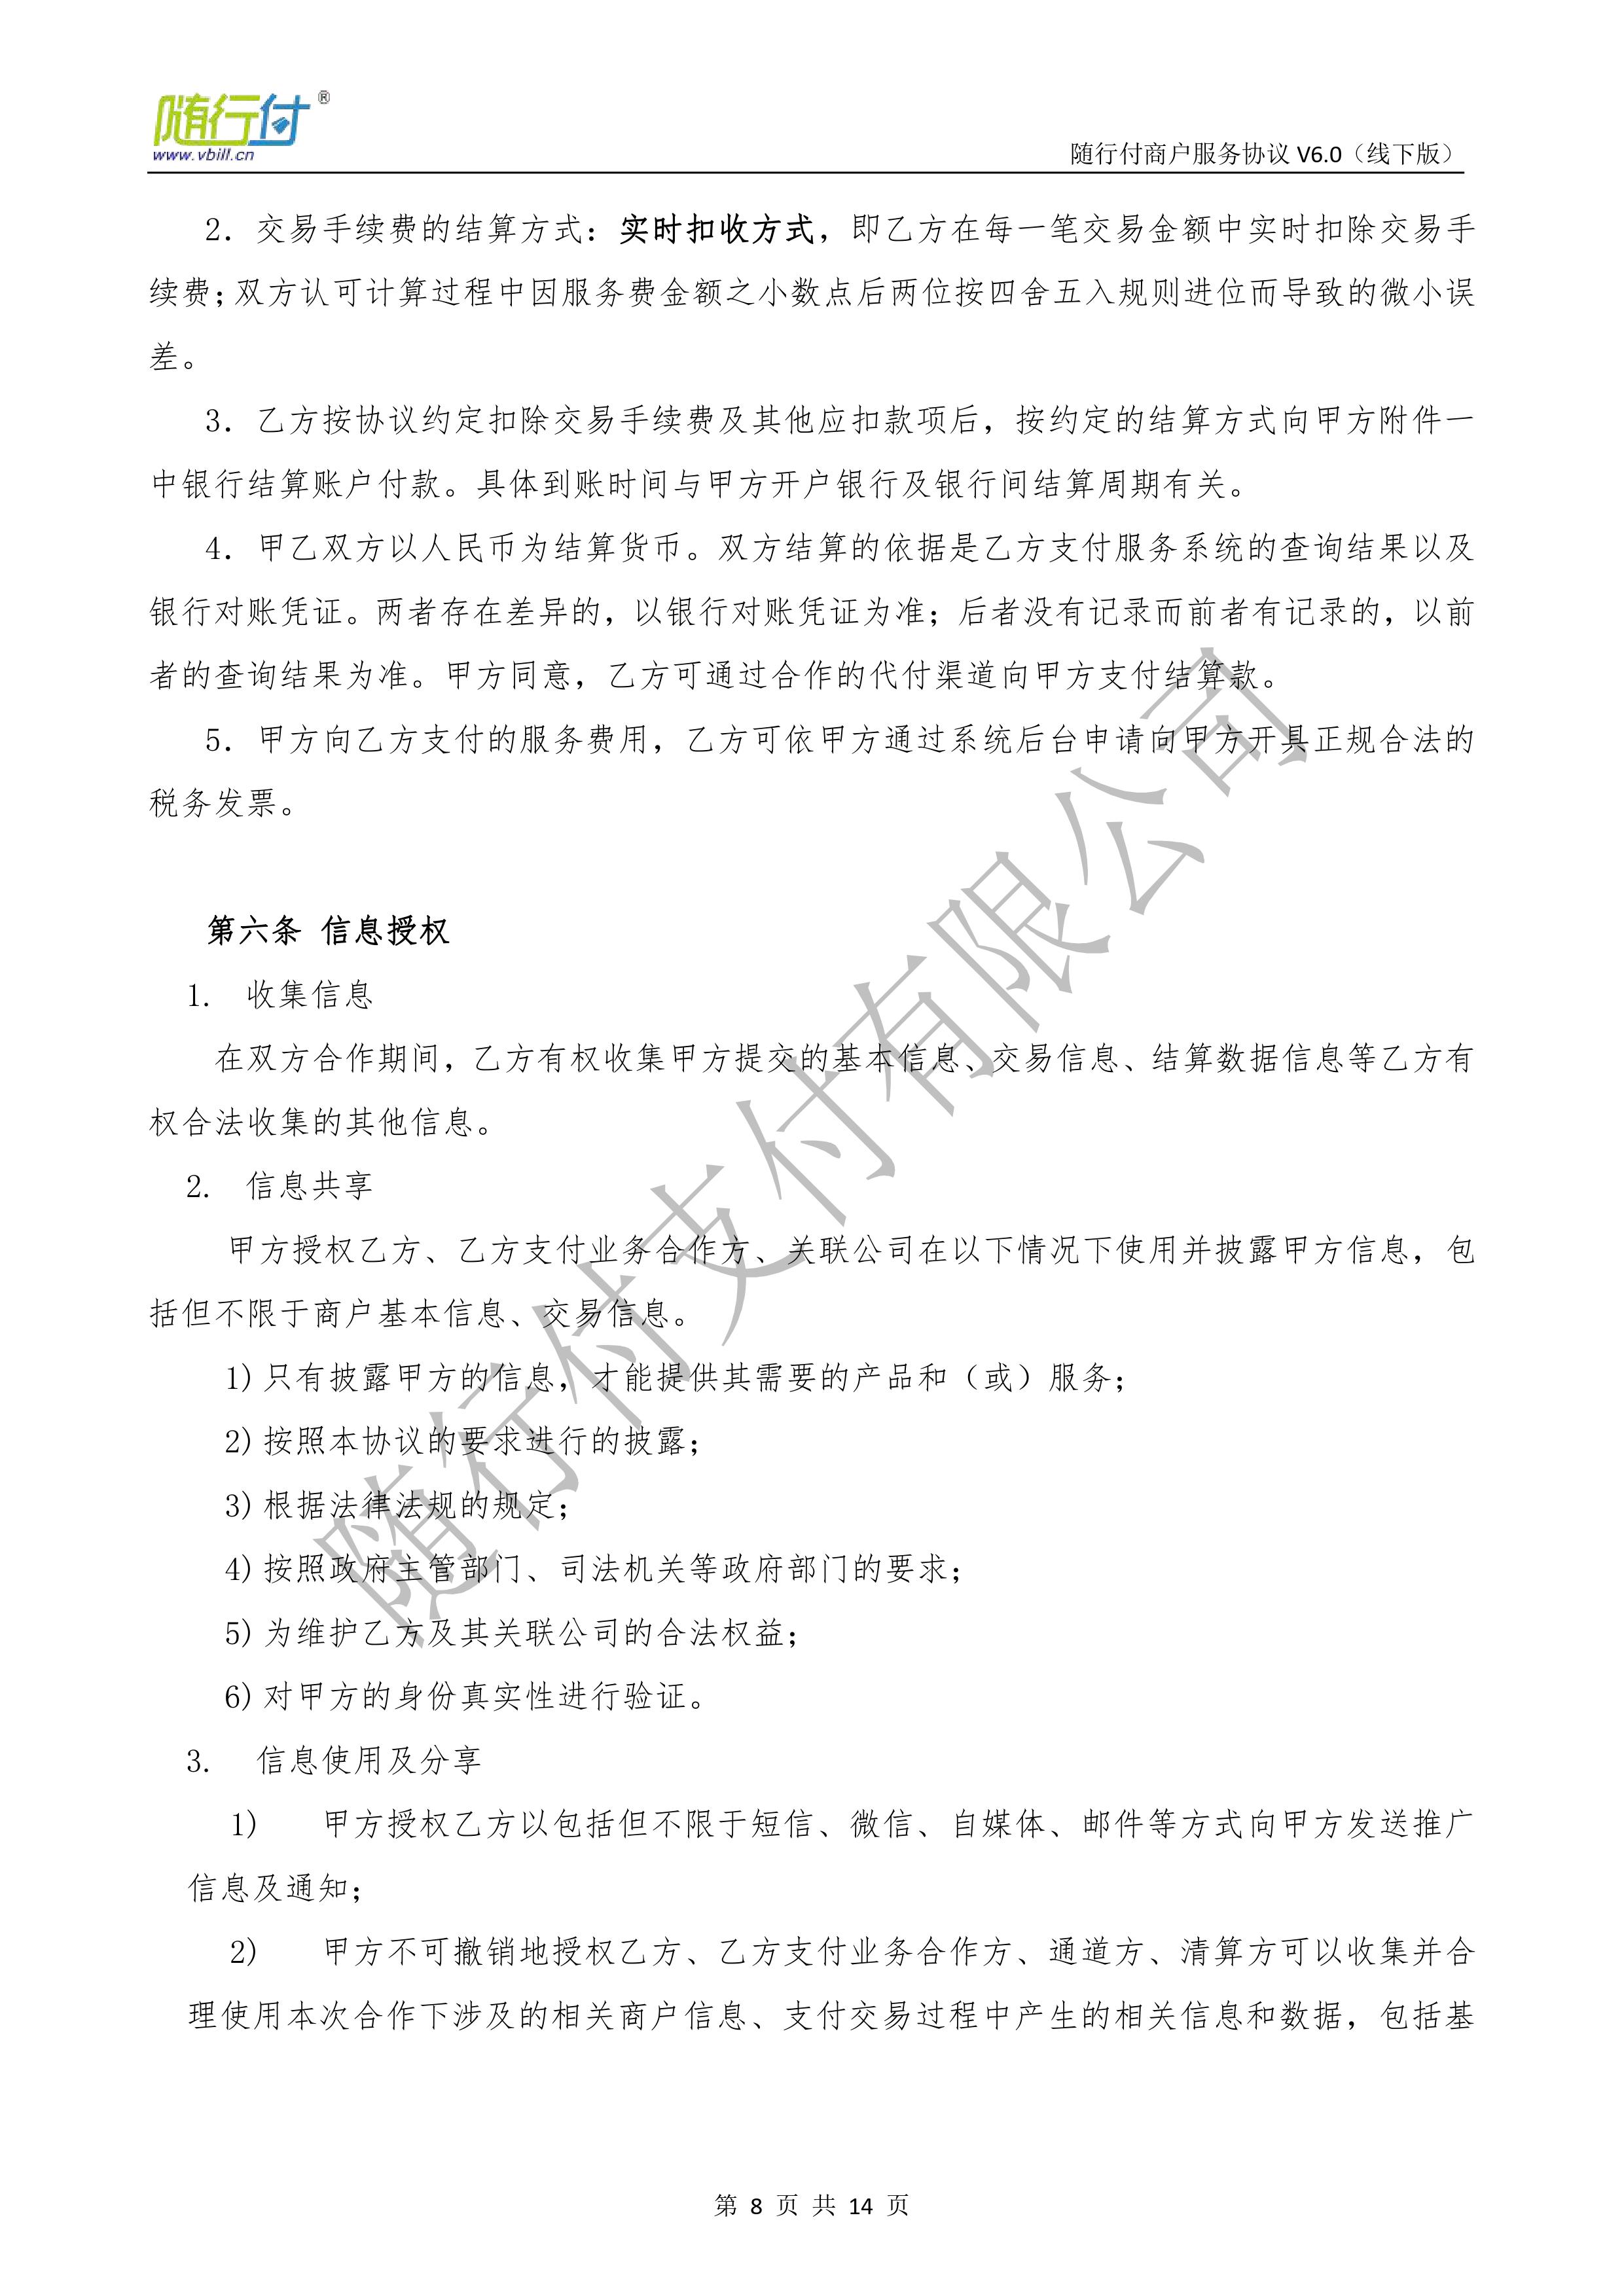 随行付®
www.vbill.cn
随行付商户服务协议 V6.0（线下版）
2. 交易手续费的结算方式：实时扣收方式，即乙方在每一笔交易金额中实时扣除交易手
续费；双方认可计算过程中因服务费金额之小数点后两位按四舍五入规则进位而导致的微小误
差。
3. 乙方按协议约定扣除交易手续费及其他应扣款项后，按约定的结算方式向甲方附件一
中银行结算账户付款。具体到账时间与甲方开户银行及银行间结算周期有关。
4. 甲乙双方以人民币为结算货币。双方结算的依据是乙方支付服务系统的查询结果以及
银行对账凭证。两者存在差异的，以银行对账凭证为准；后者没有记录而前者有记录的，以前
者的查询结果为准。甲方同意，乙方可通过合作的代付渠道向甲方支付结算款。
5. 甲方向乙方支付的服务费用，乙方可依甲方通过系统后台申请向甲方开具正规合法的
税务发票。
第六条 信息授权
1. 收集信息
在双方合作期间，乙方有权收集甲方提交的基本信息、交易信息、结算数据信息等乙方有
权合法收集的其他信息。
2. 信息共享
甲方授权乙方、乙方支付业务合作方、关联公司在以下情况下使用并披露甲方信息，包
括但不限于商户基本信息、交易信息。
1) 只有披露甲方的信息，才能提供其需要的产品和（或）服务；
2) 按照本协议的要求进行的披露；
3) 根据法律法规的规定；
4) 按照政府主管部门、司法机关等政府部门的要求；
5) 为维护乙方及其关联公司的合法权益；
6) 对甲方的身份真实性进行验证。
3. 信息使用及分享
1) 甲方授权乙方以包括但不限于短信、微信、自媒体、邮件等方式向甲方发送推广
信息及通知；
2) 甲方不可撤销地授权乙方、乙方支付业务合作方、通道方、清算方可以收集并合
理使用本次合作下涉及的相关商户信息、支付交易过程中产生的相关信息和数据，包括基
随行付支付有限公司
第 8 页 共 14 页